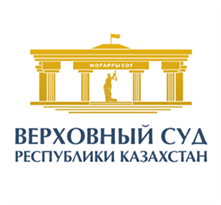 ЖОҒАРҒЫ СОТ
ВЕРХОВНЫЙ СУД
РЕСПУБЛИКИ КАЗАХСТАН